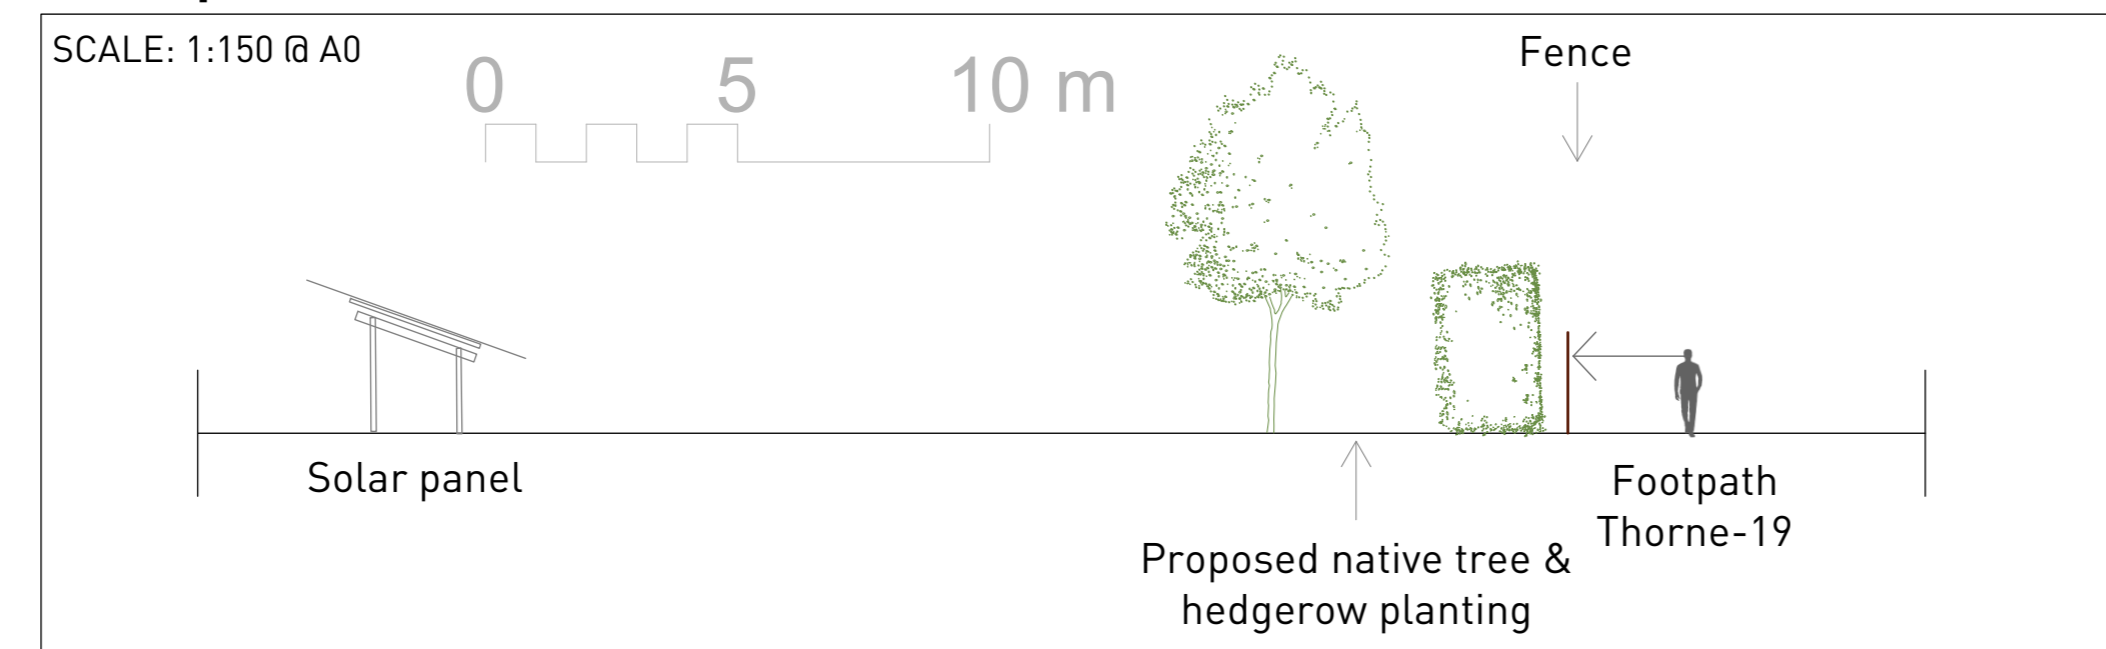 SCALE: 1:150 @ A0
0 5 10 m
Fence
Solar panel
Footpath
Thorne-19
Proposed native tree &
hedgerow planting